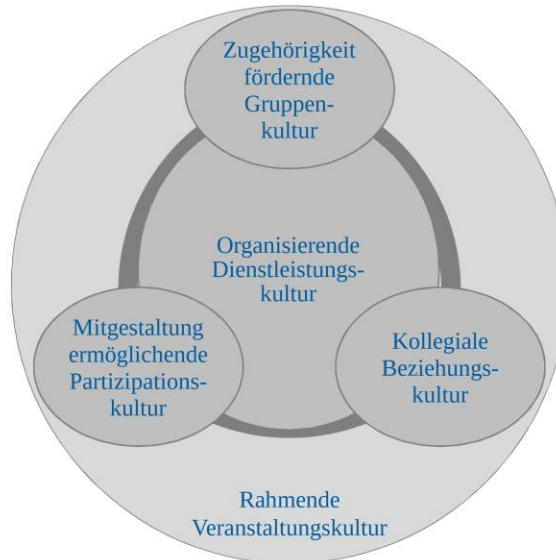 Zugehörigkeit
fördernde
Gruppen-
kultur
Organisierende
Dienstleistungs-
kultur
Mitgestaltung
ermöglichende
Partizipations-
kultur
Kollegiale
Beziehungs-
kultur
Rahmende
Veranstaltungskultur